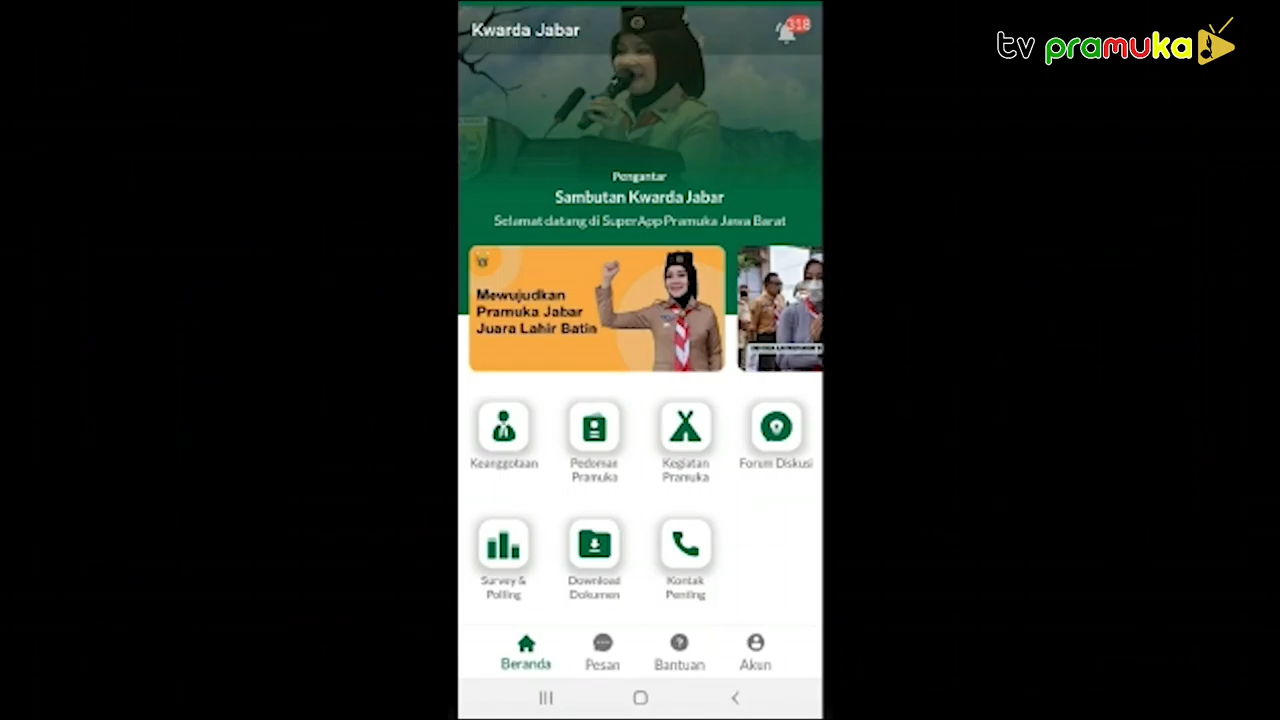 tv pramuka
Kwarda Jabar
318
Pengantar
Sambutan Kwarda Jabar
Selamat datang di SuperApp Pramuka Jawa Barat
Mewujudkan
Pramuka Jabar
Juara Lahir Batin
Keanggotaan
Pedoman
Pramuka
Kegiatan
Pramuka
Forum Diskusi
Survey &
Polling
Download
Dokumen
Kontak
Penting
Beranda
Pesan
Bantuan
Akun